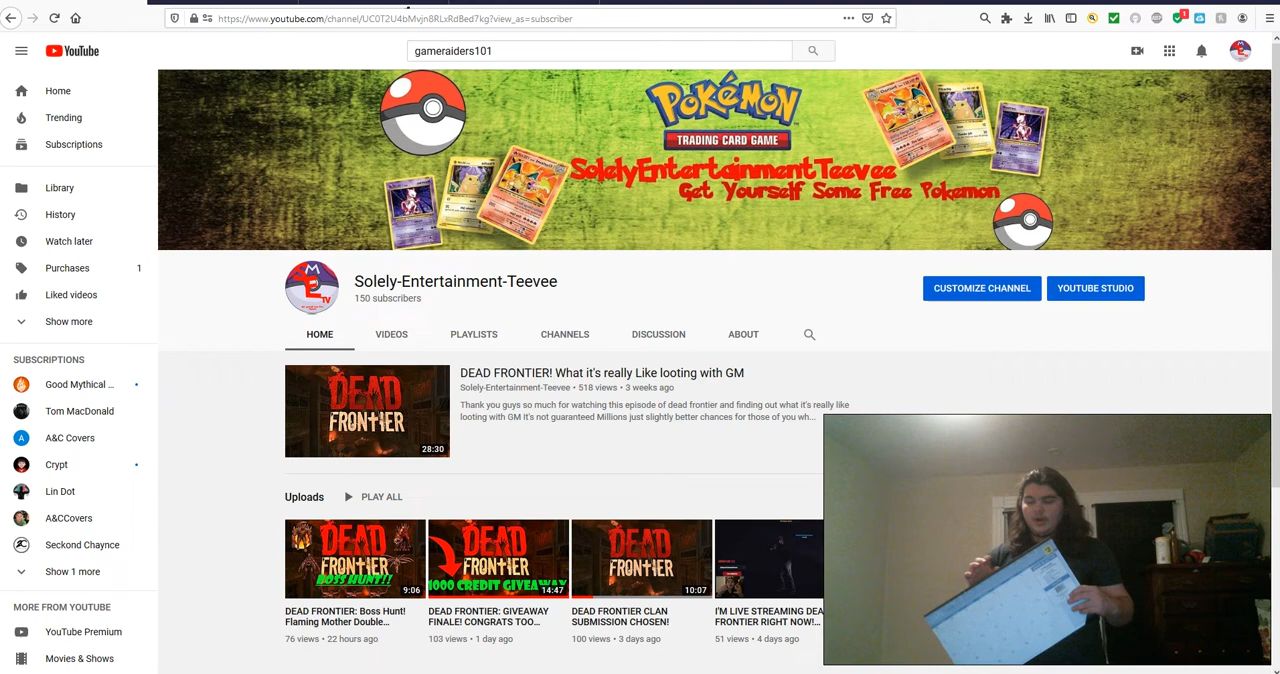 https://www.youtube.com/channel/UC0T2U4bMvjn8RLxRdBed7kg?view_as=subscriber
YouTube
gameraiders101
Home
Trending
Subscriptions
Library
History
Watch later
Purchases 1
Liked videos
Show more
SUBSCRIPTIONS
Good Mythical ...
Tom MacDonald
A&C Covers
Crypt
Lin Dot
A&CCovers
Seckond Chaynce
Show 1 more
MORE FROM YOUTUBE
YouTube Premium
Movies & Shows
POKéMON
TRADING CARD GAME
SolelyEntertainmentTeevee
Get Yourself Some Free Pokemon
Solely-Entertainment-Teevee
150 subscribers
CUSTOMIZE CHANNEL
YOUTUBE STUDIO
HOME VIDEOS PLAYLISTS CHANNELS DISCUSSION ABOUT
DEAD
FRONTIER
28:30
DEAD FRONTIER! What it's really Like looting with GM
Solely-Entertainment-Teevee • 518 views • 3 weeks ago
Thank you guys so much for watching this episode of dead frontier and finding out what it's really like
looting with GM It's not guaranteed Millions just slightly better chances for those of you wh...
Uploads PLAY ALL
DEAD
FRONTIER
BOSS HUNT!!
9:06
DEAD FRONTIER: Boss Hunt!
Flaming Mother Double...
76 views • 22 hours ago
DEAD
FRONTIER
1000 CREDIT GIVEAWAY
14:47
DEAD FRONTIER: GIVEAWAY
FINALE! CONGRATS TOO...
103 views • 1 day ago
DEAD
FRONTIER
10:07
DEAD FRONTIER CLAN
SUBMISSION CHOSEN!
100 views • 3 days ago
I'M LIVE STREAMING DEA
FRONTIER RIGHT NOW!...
51 views • 4 days ago